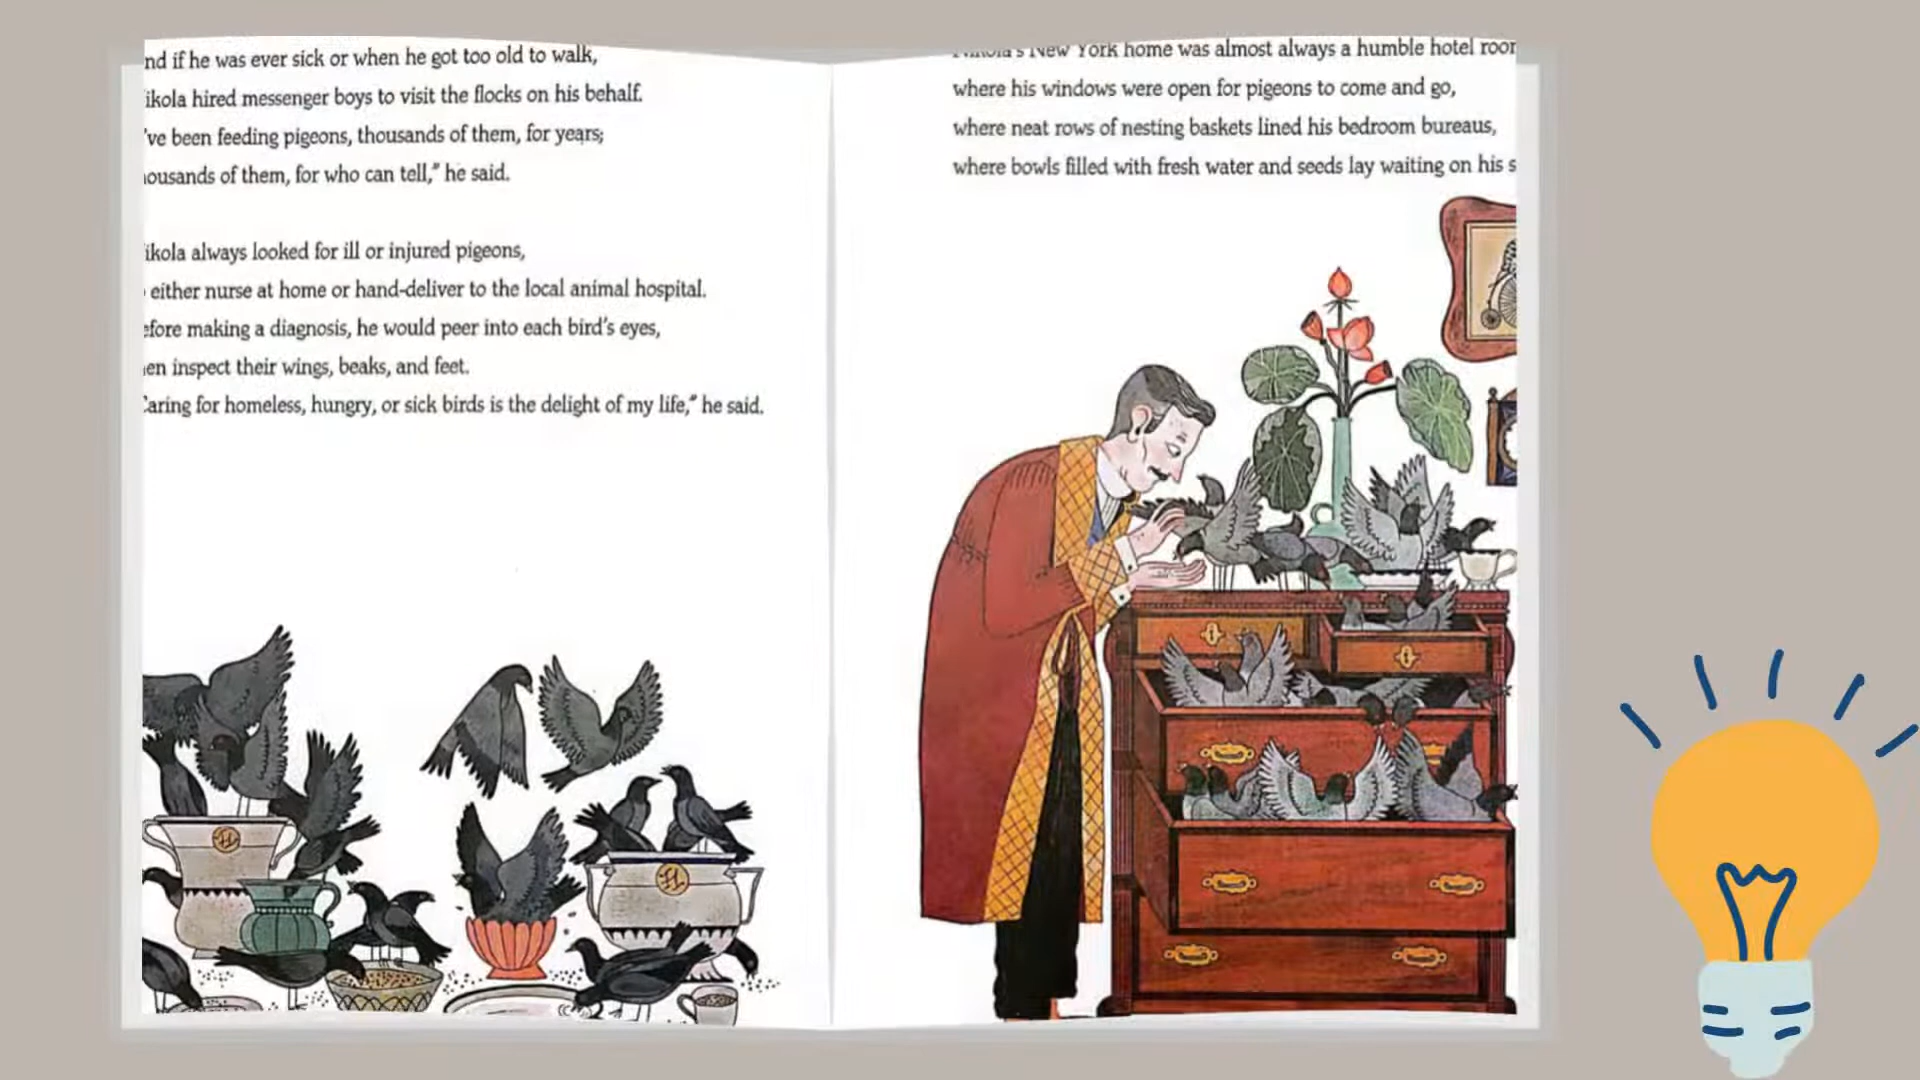 nd if he was ever sick or when he got too old to walk,
ikola hired messenger boys to visit the flocks on his behalf.
've been feeding pigeons, thousands of them, for years;
ousands of them, for who can tell," he said.
ikola always looked for ill or injured pigeons,
either nurse at home or hand-deliver to the local animal hospital.
efore making a diagnosis, he would peer into each bird's eyes,
en inspect their wings, beaks, and feet.
Caring for homeless, hungry, or sick birds is the delight of my life," he said.
Nikola's New York home was almost always a humble hotel room
where his windows were open for pigeons to come and go,
where neat rows of nesting baskets lined his bedroom bureaus,
where bowls filled with fresh water and seeds lay waiting on his s